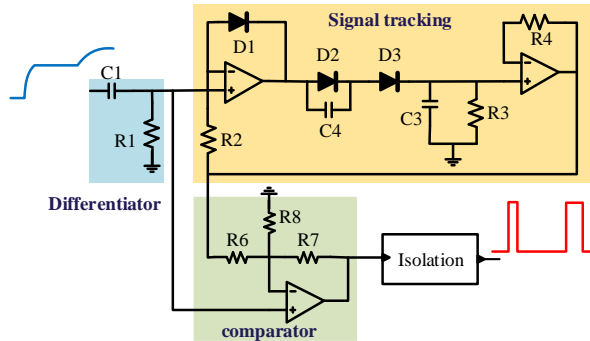 Signal tracking
D1
R4
D2
D3
C1
C4
C3
R3
R1
R2
Differentiator
R8
R6
R7
Isolation
comparator